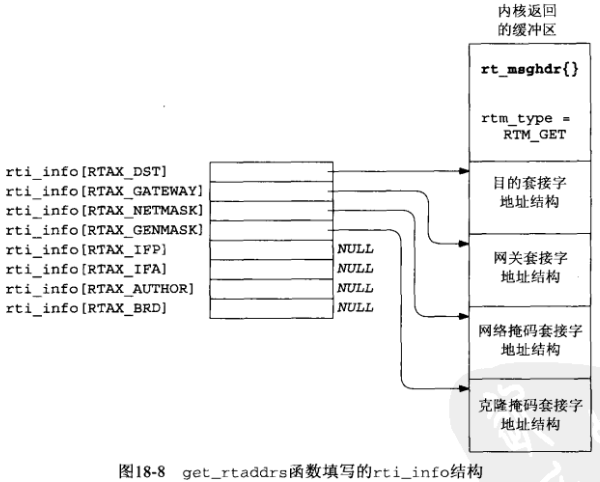 内核返回
的缓冲区
rt_msghdr{}
rtm_type =
RTM_GET
rti_info[RTAX_DST]
rti_info[RTAX_GATEWAY]
rti_info[RTAX_NETMASK]
rti_info[RTAX_GENMASK]
rti_info[RTAX_IFP]
NULL
rti_info[RTAX_IFA]
NULL
rti_info[RTAX_AUTHOR]
NULL
rti_info[RTAX_BRD]
NULL
目的套接字
地址结构
网关套接字
地址结构
网络掩码套接字
地址结构
克隆掩码套接字
地址结构
图18-8 get_rtaddrs函数填写的rti_info结构